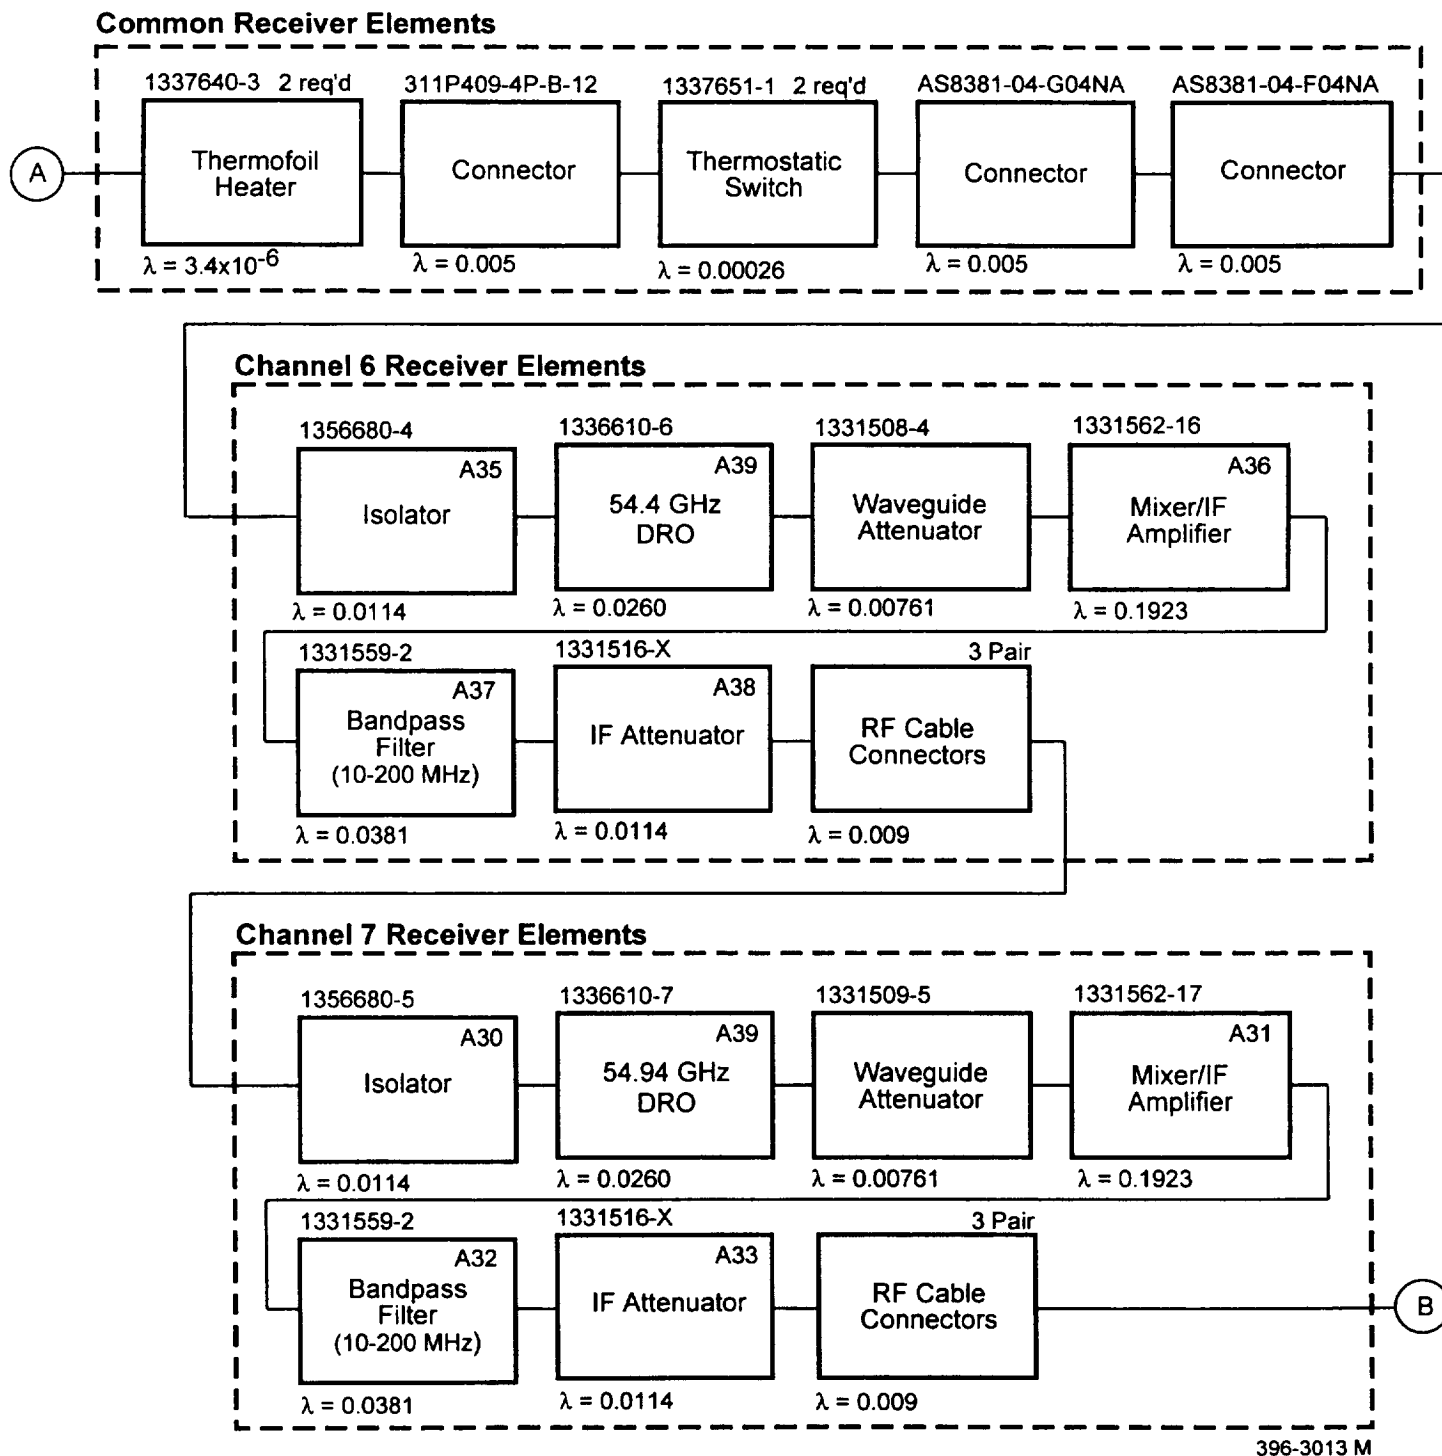 Common Receiver Elements
1337640-3 2 req'd
311P409-4P-B-12
1337651-1 2 req'd
AS8381-04-G04NA
AS8381-04-F04NA
A
Thermofoil
Heater
Connector
Thermostatic
Switch
Connector
Connector
λ = 3.4x10-6
λ = 0.005
λ = 0.00026
λ = 0.005
λ = 0.005
Channel 6 Receiver Elements
1356680-4
1336610-6
1331508-4
1331562-16
A35
Isolator
A39
54.4 GHz
DRO
Waveguide
Attenuator
A36
Mixer/IF
Amplifier
λ = 0.0114
λ = 0.0260
λ = 0.00761
λ = 0.1923
1331559-2
1331516-X
3 Pair
A37
Bandpass
Filter
(10-200 MHz)
A38
IF Attenuator
RF Cable
Connectors
λ = 0.0381
λ = 0.0114
λ = 0.009
Channel 7 Receiver Elements
1356680-5
1336610-7
1331509-5
1331562-17
A30
Isolator
A39
54.94 GHz
DRO
Waveguide
Attenuator
A31
Mixer/IF
Amplifier
λ = 0.0114
λ = 0.0260
λ = 0.00761
λ = 0.1923
1331559-2
1331516-X
3 Pair
A32
Bandpass
Filter
(10-200 MHz)
A33
IF Attenuator
RF Cable
Connectors
B
λ = 0.0381
λ = 0.0114
λ = 0.009
396-3013 M